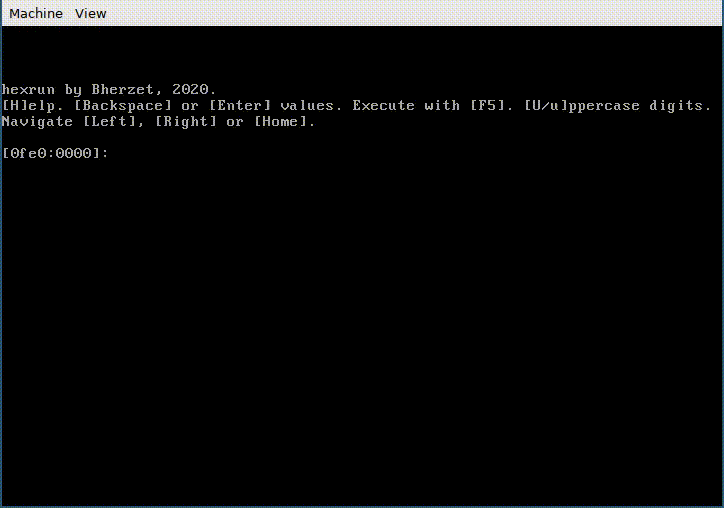 Machine View
hexrun by Bherzet, 2020.
[H]elp. [Backspace] or [Enter] values. Execute with [F5]. [U/u]ppercase digits.
Navigate [Left], [Right] or [Home].
[0fe0:0000]: